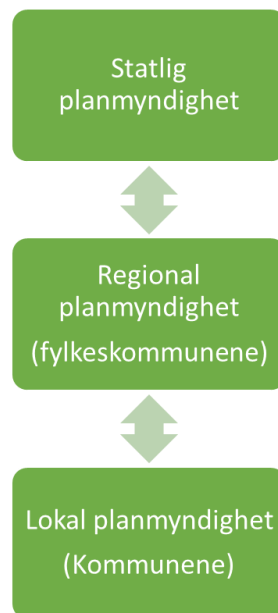 Statlig
planmyndighet
Regional
planmyndighet
(fylkeskommunene)
Lokal planmyndighet
(Kommunene)